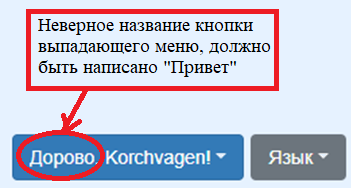 Неверное название кнопки
выпадающего меню, должно
быть написано "Привет"
Дорово, Korchvagen!
Язык